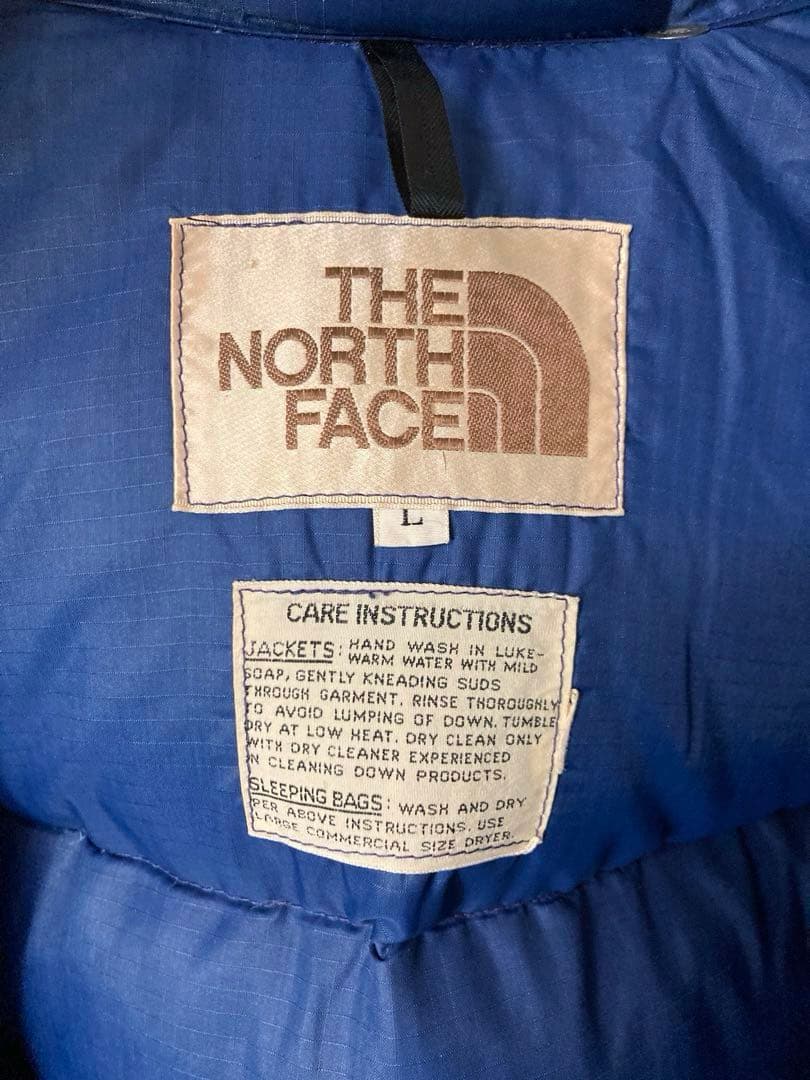 THE
NORTH
FACE
L
CARE INSTRUCTIONS
JACKETS: HAND WASH IN LUKE-
WARM WATER WITH MILD
SOAP, GENTLY KNEADING SUDS
THROUGH GARMENT. RINSE THOROUGHLY
TO AVOID LUMPING OF DOWN. TUMBLE
DRY AT LOW HEAT. DRY CLEAN ONLY
WITH DRY CLEANER EXPERIENCED
IN CLEANING DOWN PRODUCTS.
SLEEPING BAGS: WASH AND DRY
PER ABOVE INSTRUCTIONS. USE
LARGE COMMERCIAL SIZE DRYER.